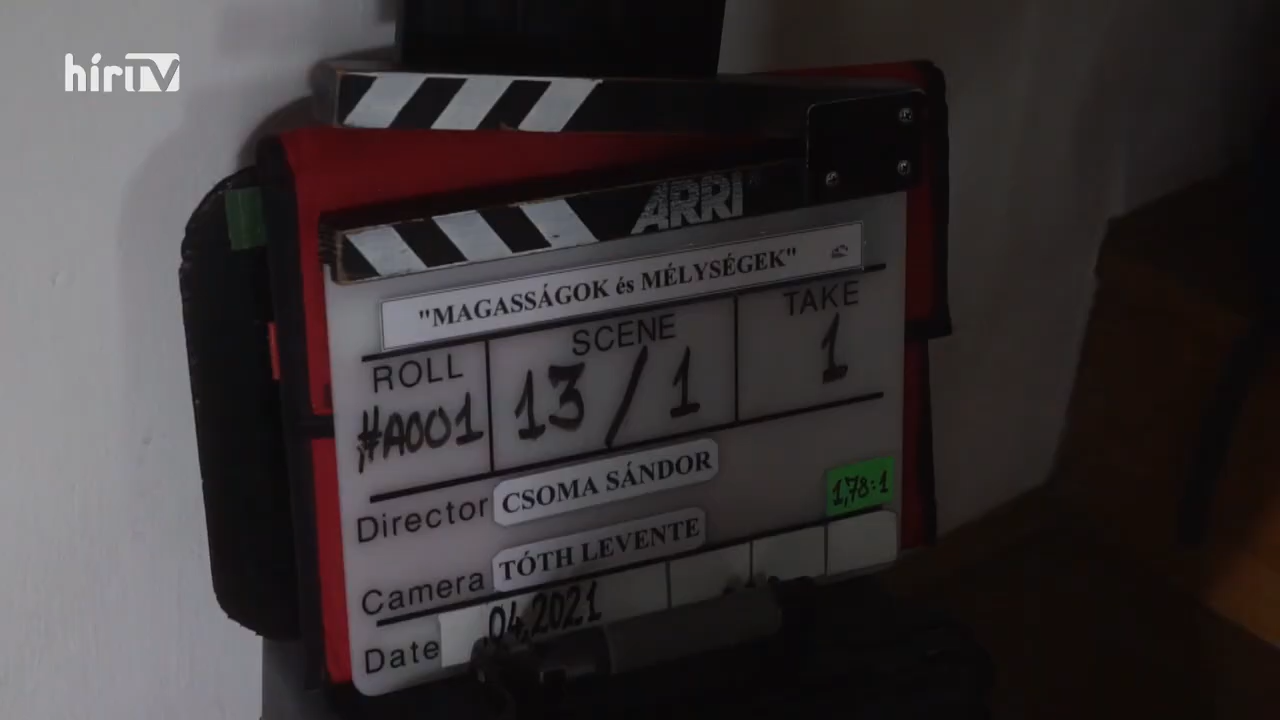 hírTV
ARRI
"MAGASSÁGOK és MÉLYSÉGEK"
ROLL SCENE TAKE
#A001 13/1 1
Director CSOMA SÁNDOR 1,78:1
Camera TÓTH LEVENTE
Date .04.2021